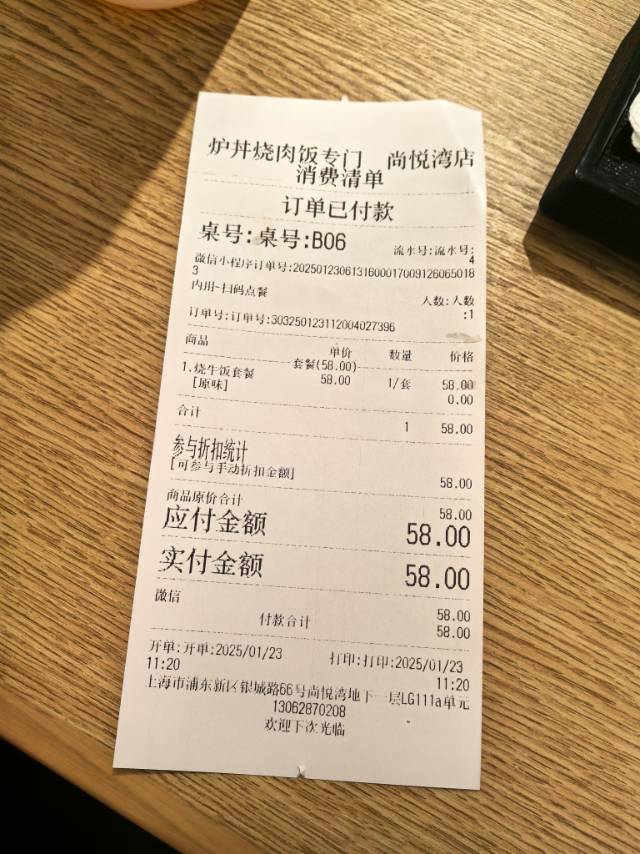 炉丼烧肉饭专门 尚悦湾店
消费清单
订单已付款
桌号:桌号:B06 流水号:流水号:
4
微信小程序订单号:20250123061316000017009126065018
3
内用-扫码点餐 人数:人数
:1
订单号:订单号:303250123112004027396
商品 单价 数量 价格
1.烧牛饭套餐 套餐(58.00) 1/套 58.00
[原味] 58.00 0.00
合计 1 58.00
参与折扣统计
[可参与手动折扣金额] 58.00
商品原价合计 58.00
应付金额 58.00
实付金额 58.00
微信 58.00
付款合计 58.00
开单:开单:2025/01/23 打印:打印:2025/01/23
11:20 11:20
上海市浦东新区银城路66号尚悦湾地下一层LG111a单元
13062870208
欢迎下次光临